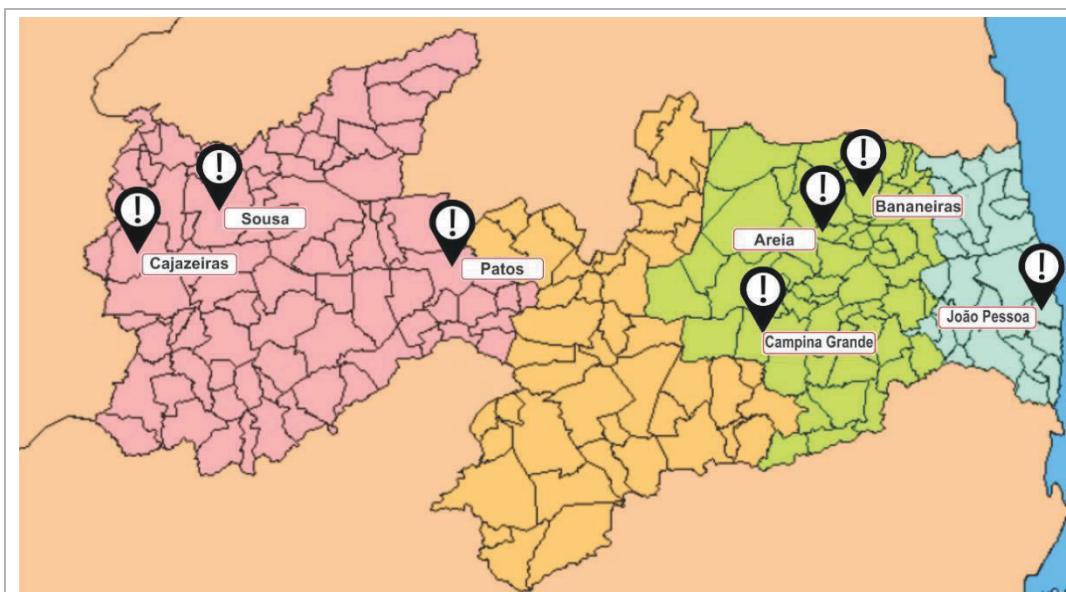 Sousa
Cajazeiras
Patos
Bananeiras
Areia
João Pessoa
Campina Grande